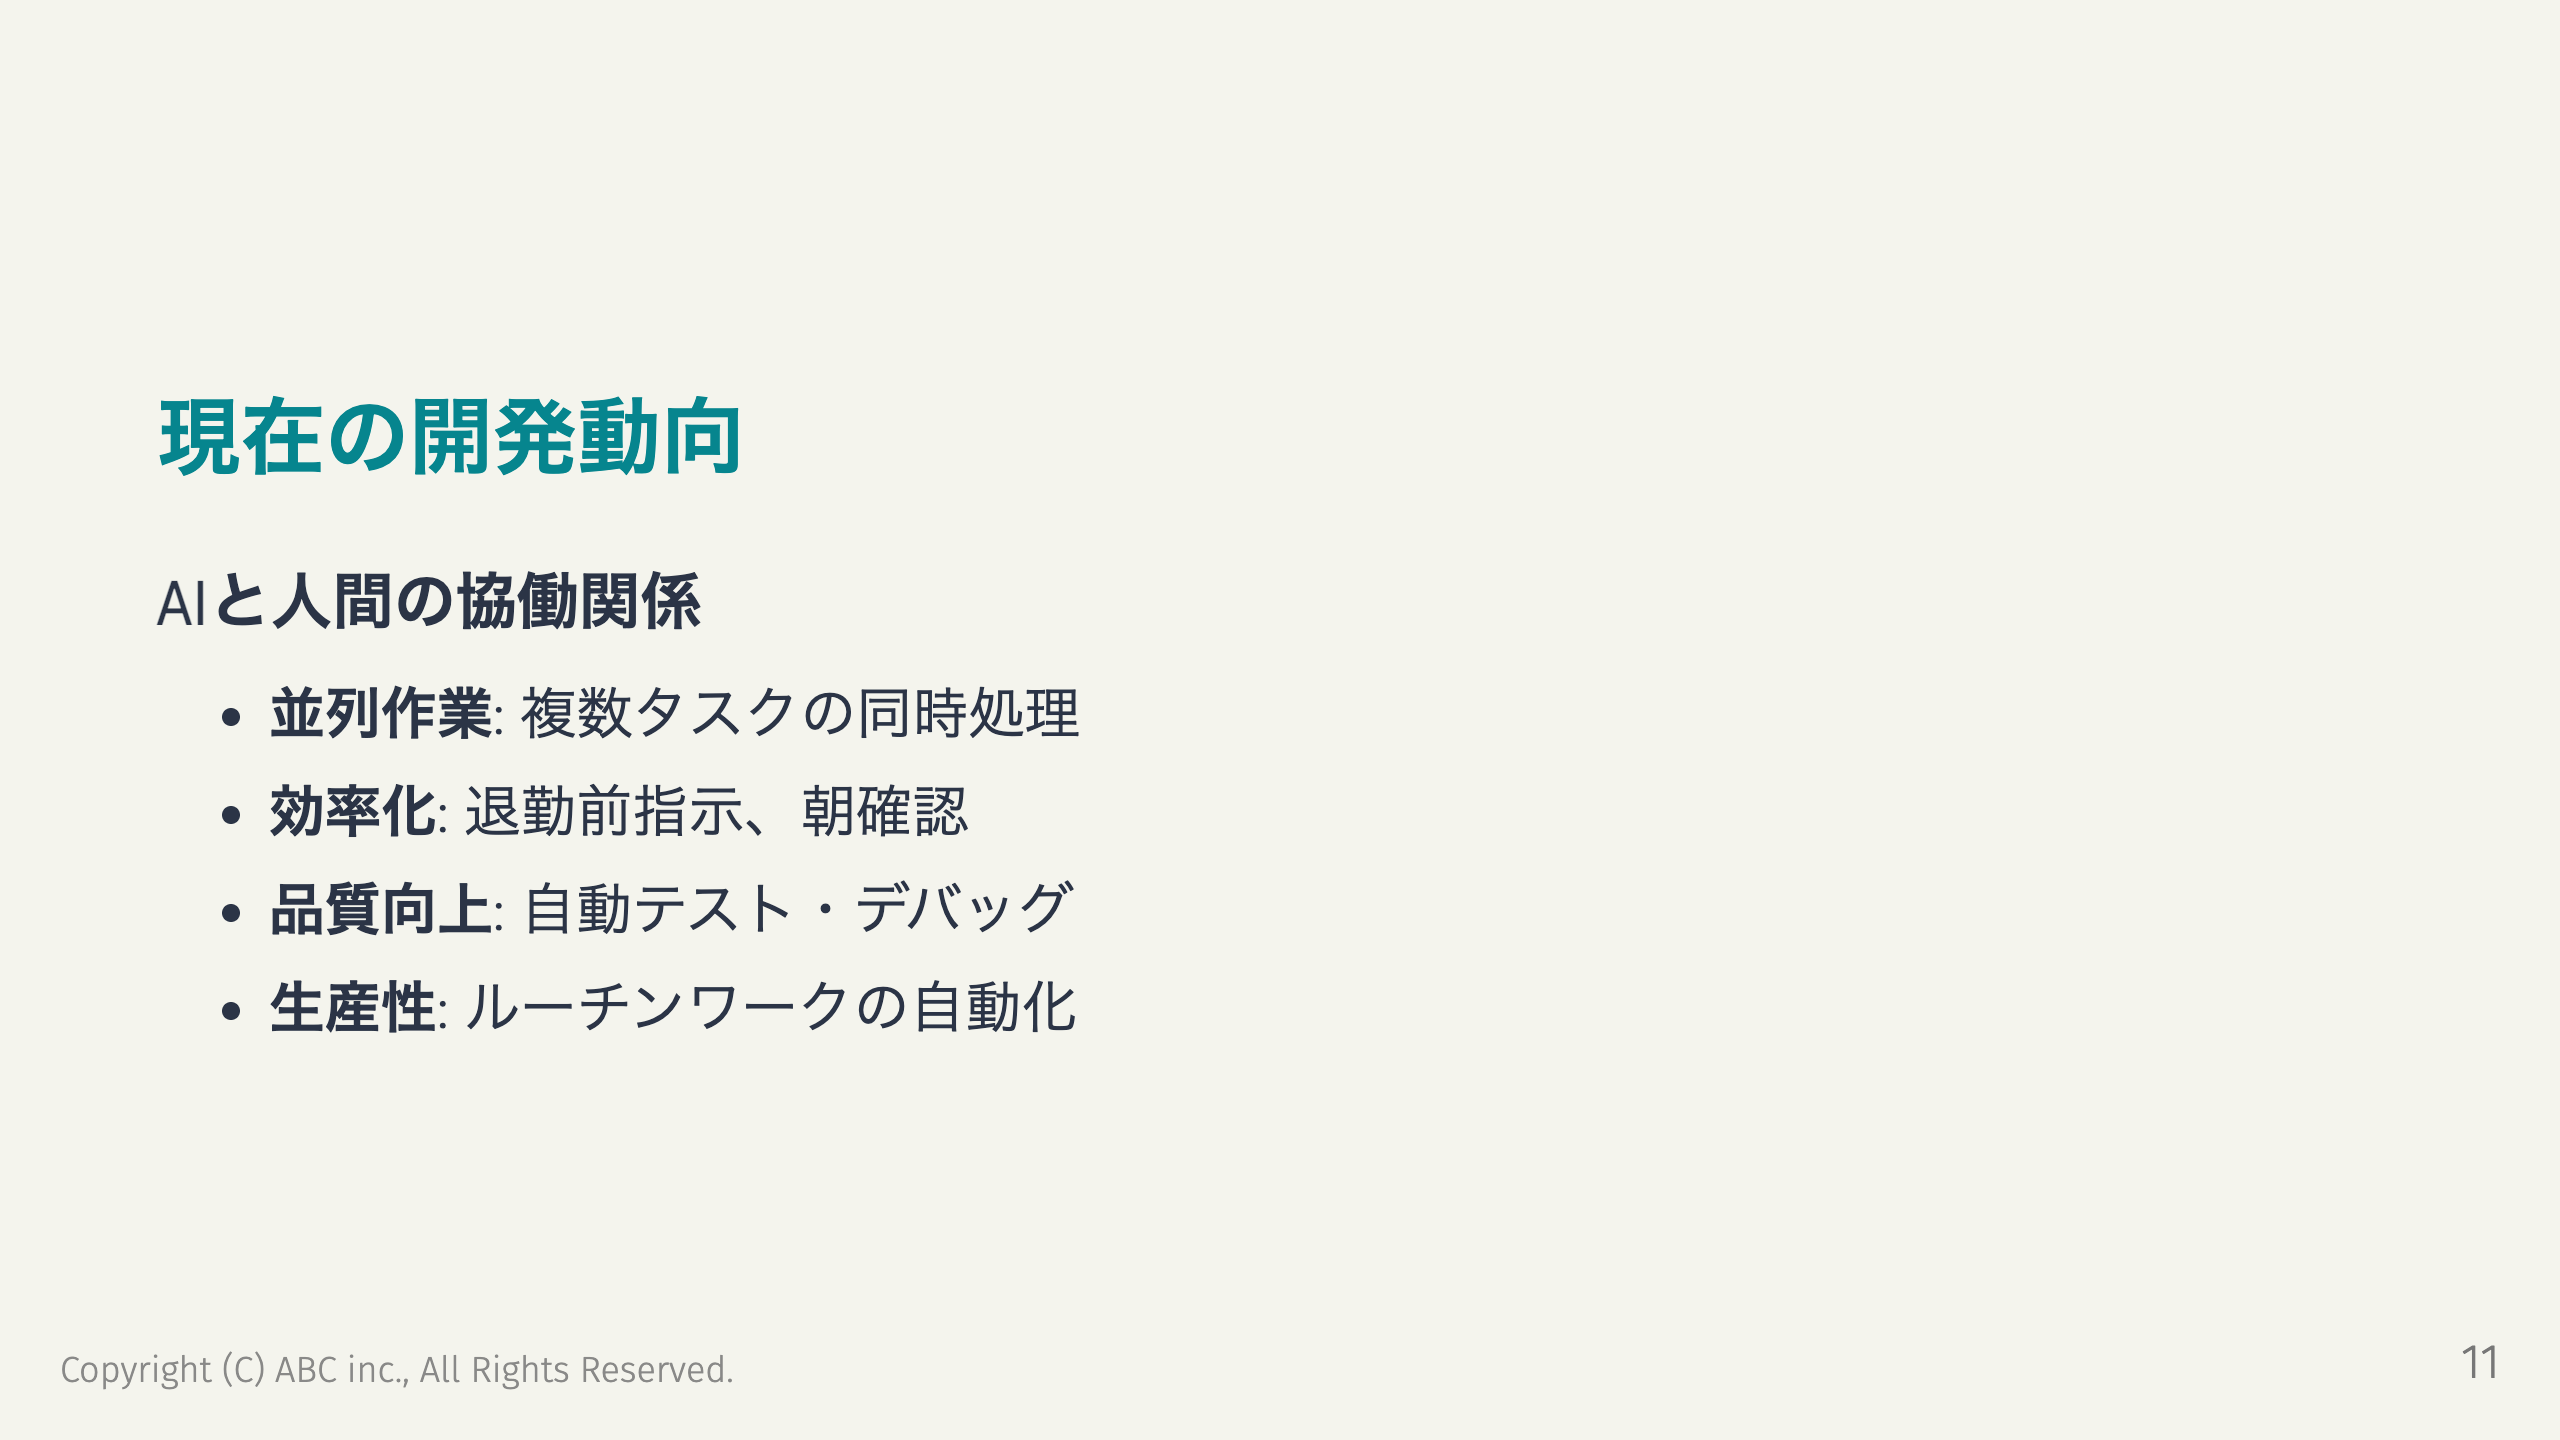 現在の開発動向
AIと人間の協働関係
• 並列作業: 複数タスクの同時処理
• 効率化: 退勤前指示、朝確認
• 品質向上: 自動テスト・デバッグ
• 生産性: ルーチンワークの自動化
Copyright (C) ABC inc., All Rights Reserved.
11